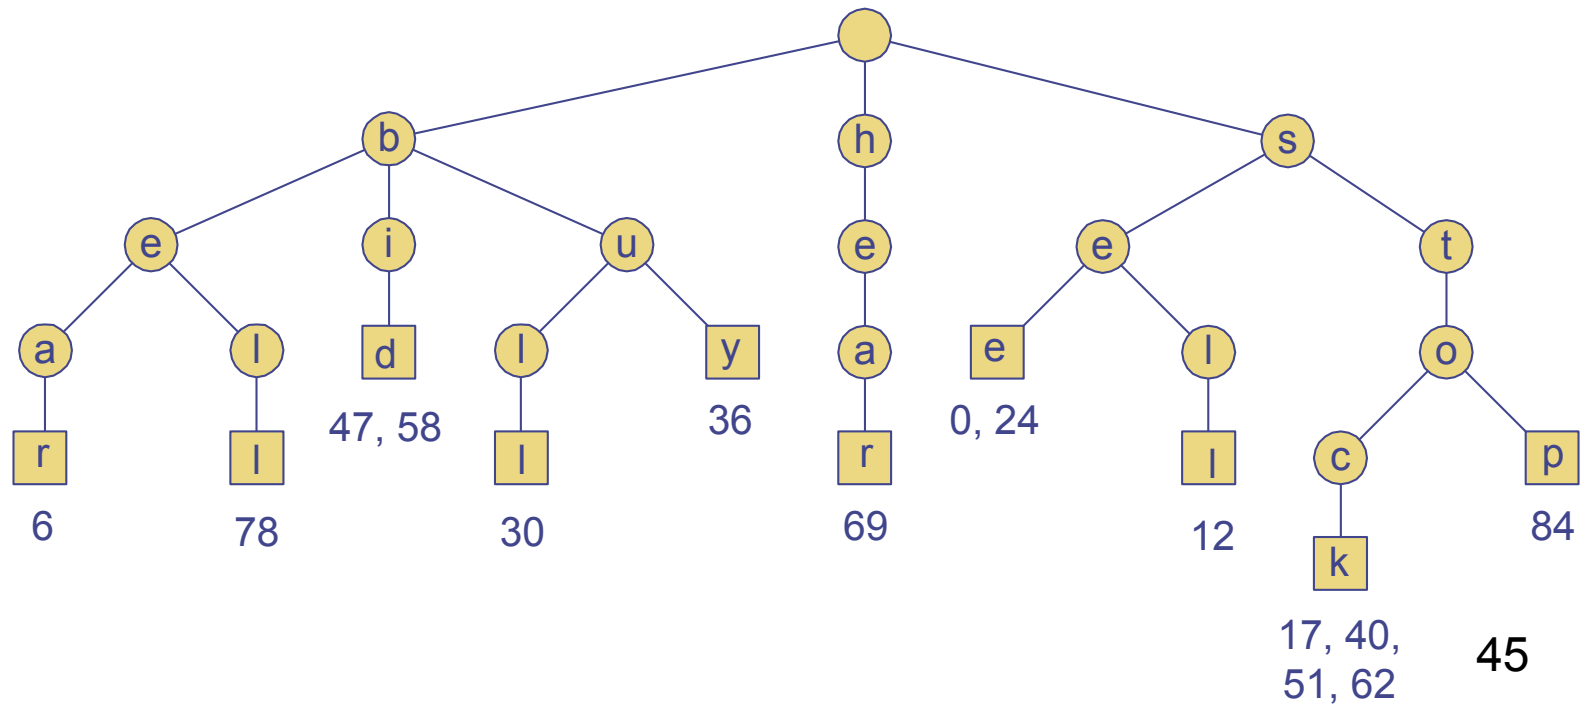 b h s
e i u e e t
a l d l y a e l o
47, 58 36 0, 24
r l l r l c p
6 78 30 69 12 84
k
17, 40,
51, 62
45